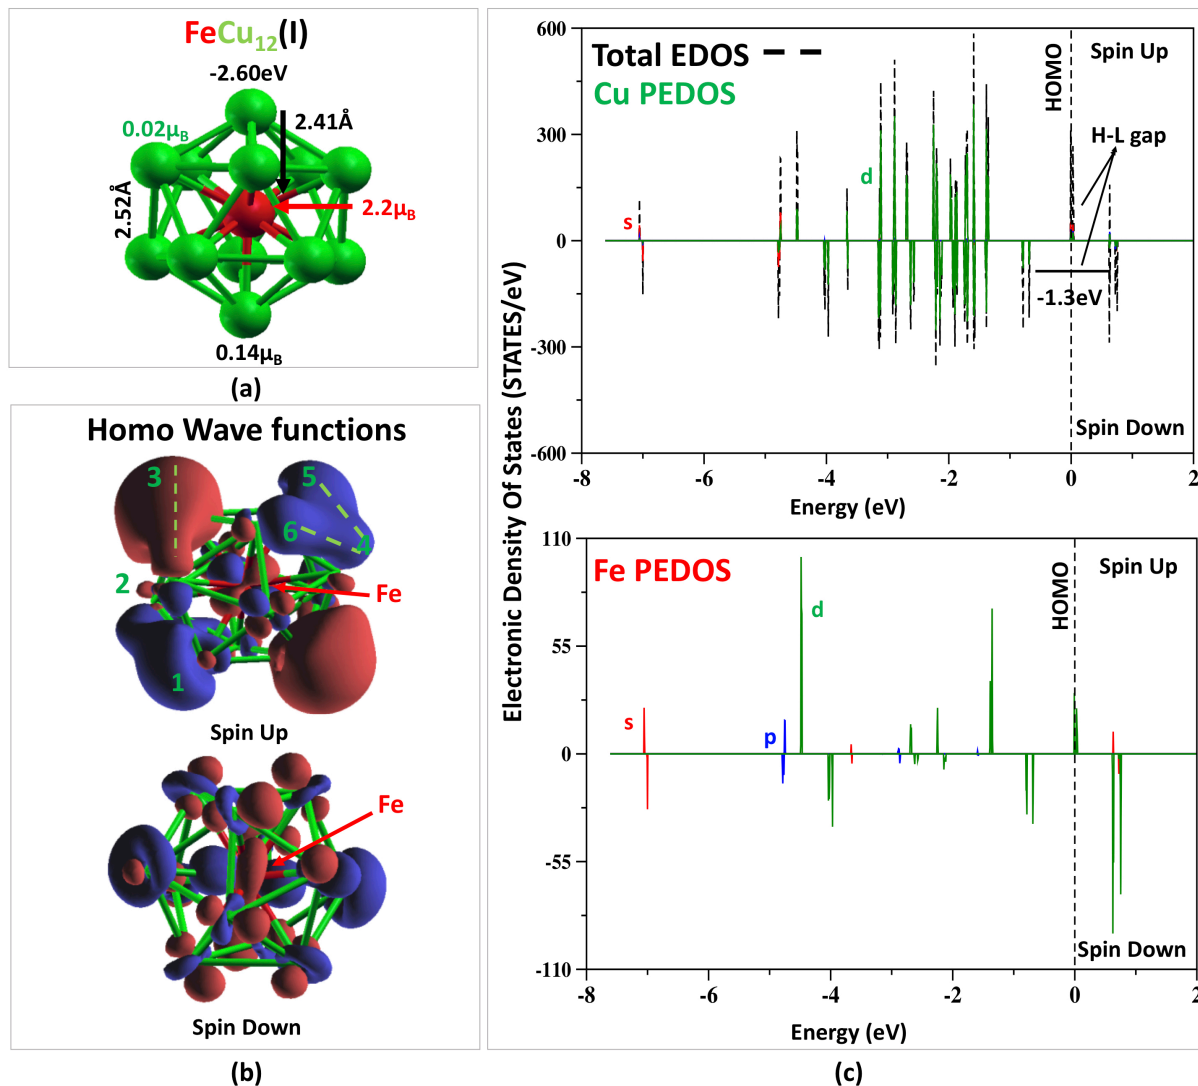 FeCu₁₂(I)
-2.60eV
0.02μB
2.41Å
2.52Å
2.2μB
0.14μB
(a)
Homo Wave functions
3
5
6
4
2
Fe
1
Spin Up
Fe
Spin Down
(b)
Electronic Density Of States (STATES/eV)
600
300
0
-300
-600
Total EDOS
Cu PEDOS
HOMO
Spin Up
H-L gap
d
s
-1.3eV
Spin Down
-8 -6 -4 -2 0 2
Energy (eV)
110
55
0
-55
-110
Fe PEDOS
HOMO
Spin Up
d
s
p
Spin Down
-8 -6 -4 -2 0 2
Energy (eV)
(c)